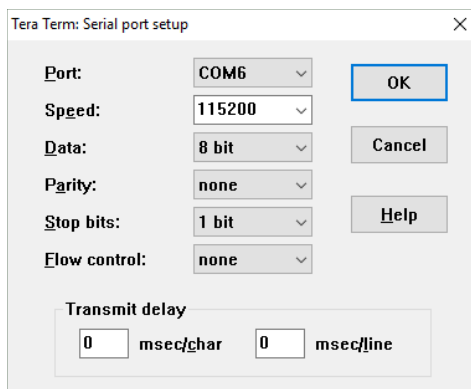 Tera Term: Serial port setup
Port: COM6 OK
Speed: 115200
Data: 8 bit Cancel
Parity: none
Stop bits: 1 bit Help
Flow control: none
Transmit delay
0 msec/char 0 msec/line